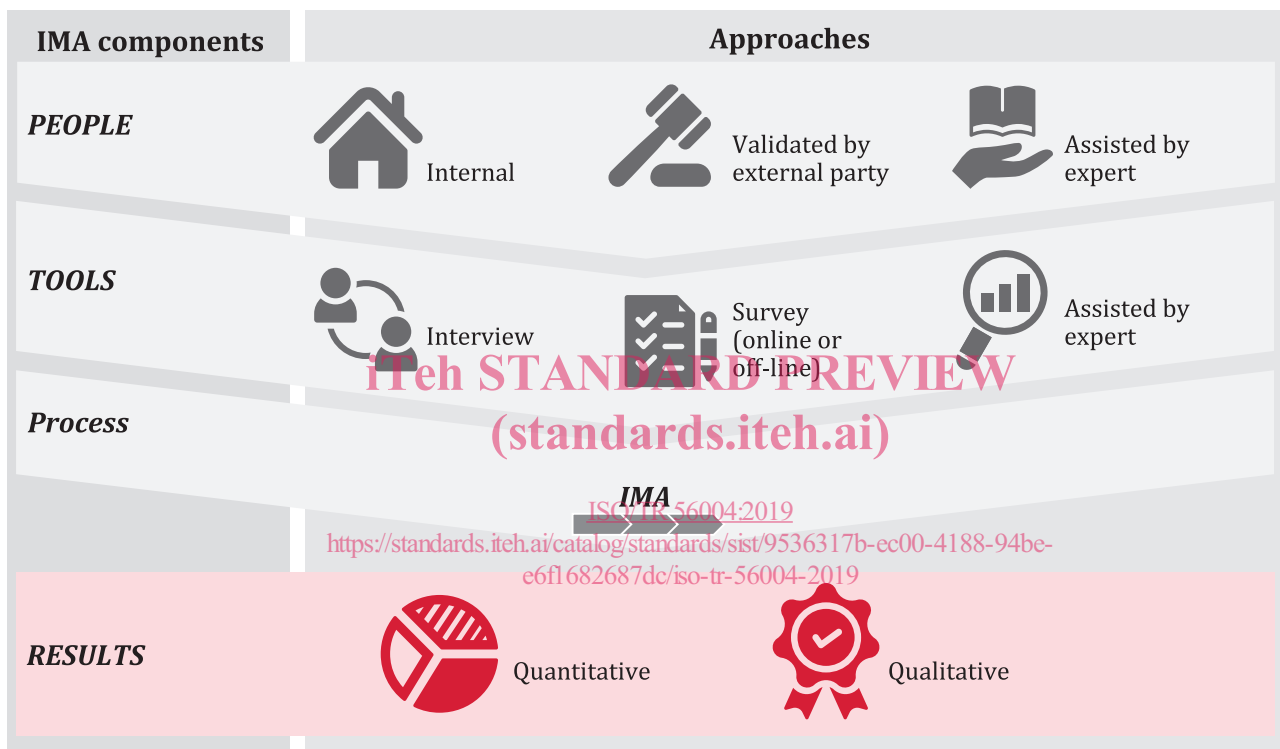 IMA components
Approaches
PEOPLE
Internal
Validated by
external party
Assisted by
expert
TOOLS
Interview
Survey
(online or
off-line)
Assisted by
expert
iTeh STANDARD PREVIEW
(standards.iteh.ai)
Process
IMA
ISO/TR 56004:2019
https://standards.iteh.ai/catalog/standards/sist/9536317b-ec00-4188-94be-
e6f1682687dc/iso-tr-56004-2019
RESULTS
Quantitative
Qualitative